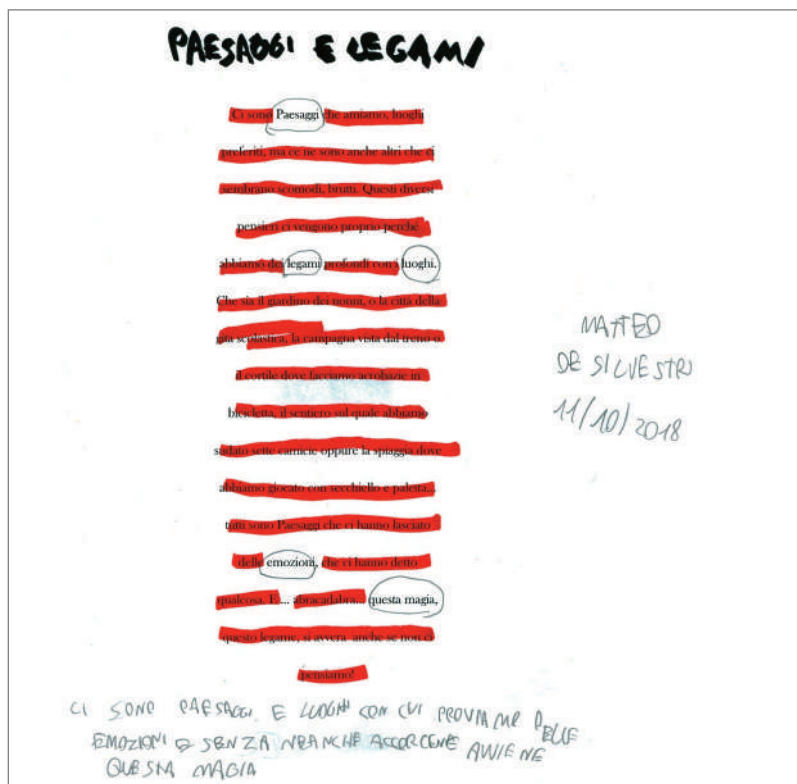 PAESAGGI E LEGAMI
Ci sono Paesaggi che amiamo, luoghi
preferiti, ma ce ne sono anche altri che ci
sembrano scomodi, brutti. Questi diversi
pensieri ci vengono proprio perché
abbiamo dei legami profondi con i luoghi.
Che sia il giardino dei nonni, o la città della
gita scolastica, la campagna vista dal treno o
il cortile dove facciamo acrobazie in
bicicletta, il sentiero sul quale abbiamo
sudato sette camicie oppure la spiaggia dove
abbiamo giocato con secchiello e paletta...
tutti sono Paesaggi che ci hanno lasciato
delle emozioni, che ci hanno detto
qualcosa. E ... abracadabra... questa magia,
questo legame, si avvera anche se non ci
pensiamo!
MATTEO
DE SILVESTRI
11/10/2018
CI SONO PAESAGGI E LUOGHI CON CUI PROVIAMO DELLE
EMOZIONI E SENZA NEANCHE ACCORCENE AVVIENE
QUESTA MAGIA